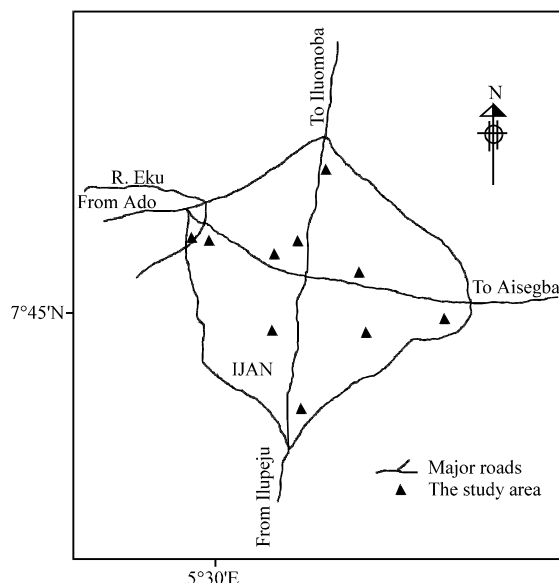 To Iluomoba
N
R. Eku
From Ado
To Aisegba
7°45'N
IJAN
From Ilupeju
Major roads
The study area
5°30'E